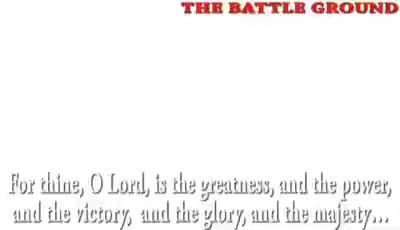 THE BATTLE GROUND
For thine, O Lord, is the greatness, and the power,
and the victory, and the glory, and the majesty...